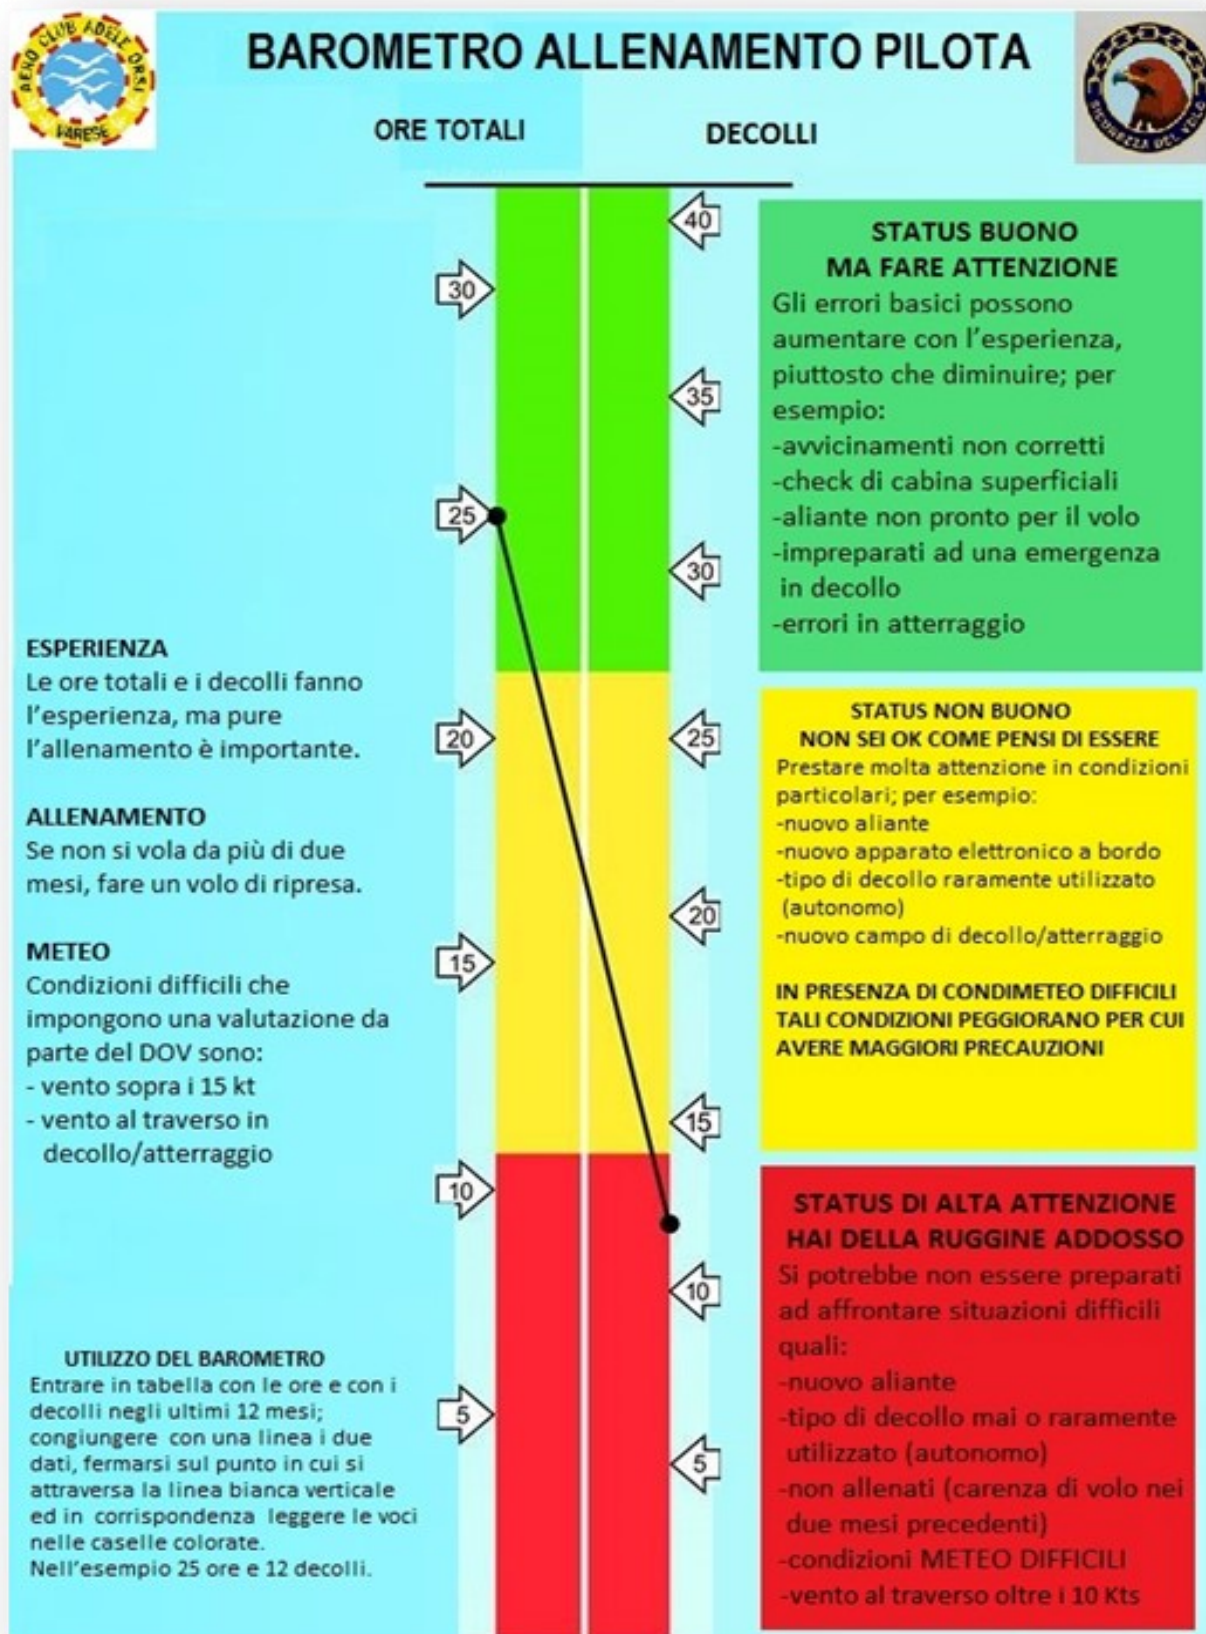 AERO CLUB ADELE ORSI
VARESE
BAROMETRO ALLENAMENTO PILOTA
SICUREZZA DEL VOLO
ORE TOTALI
DECOLLI
30
25
20
15
10
5
40
35
30
25
20
15
10
5
ESPERIENZA
Le ore totali e i decolli fanno
l'esperienza, ma pure
l'allenamento è importante.
ALLENAMENTO
Se non si vola da più di due
mesi, fare un volo di ripresa.
METEO
Condizioni difficili che
impongono una valutazione da
parte del DOV sono:
- vento sopra i 15 kt
- vento al traverso in
decollo/atterraggio
UTILIZZO DEL BAROMETRO
Entrare in tabella con le ore e con i
decolli negli ultimi 12 mesi;
congiungere con una linea i due
dati, fermarsi sul punto in cui si
attraversa la linea bianca verticale
ed in corrispondenza leggere le voci
nelle caselle colorate.
Nell'esempio 25 ore e 12 decolli.
STATUS BUONO
MA FARE ATTENZIONE
Gli errori basici possono
aumentare con l'esperienza,
piuttosto che diminuire; per
esempio:
-avvicinamenti non corretti
-check di cabina superficiali
-aliante non pronto per il volo
-impreparati ad una emergenza
in decollo
-errori in atterraggio
STATUS NON BUONO
NON SEI OK COME PENSI DI ESSERE
Prestare molta attenzione in condizioni
particolari; per esempio:
-nuovo aliante
-nuovo apparato elettronico a bordo
-tipo di decollo raramente utilizzato
(autonomo)
-nuovo campo di decollo/atterraggio
IN PRESENZA DI CONDIMETEO DIFFICILI
TALI CONDIZIONI PEGGIORANO PER CUI
AVERE MAGGIORI PRECAUZIONI
STATUS DI ALTA ATTENZIONE
HAI DELLA RUGGINE ADDOSSO
Si potrebbe non essere preparati
ad affrontare situazioni difficili
quali:
-nuovo aliante
-tipo di decollo mai o raramente
utilizzato (autonomo)
-non allenati (carenza di volo nei
due mesi precedenti)
-condizioni METEO DIFFICILI
-vento al traverso oltre i 10 Kts